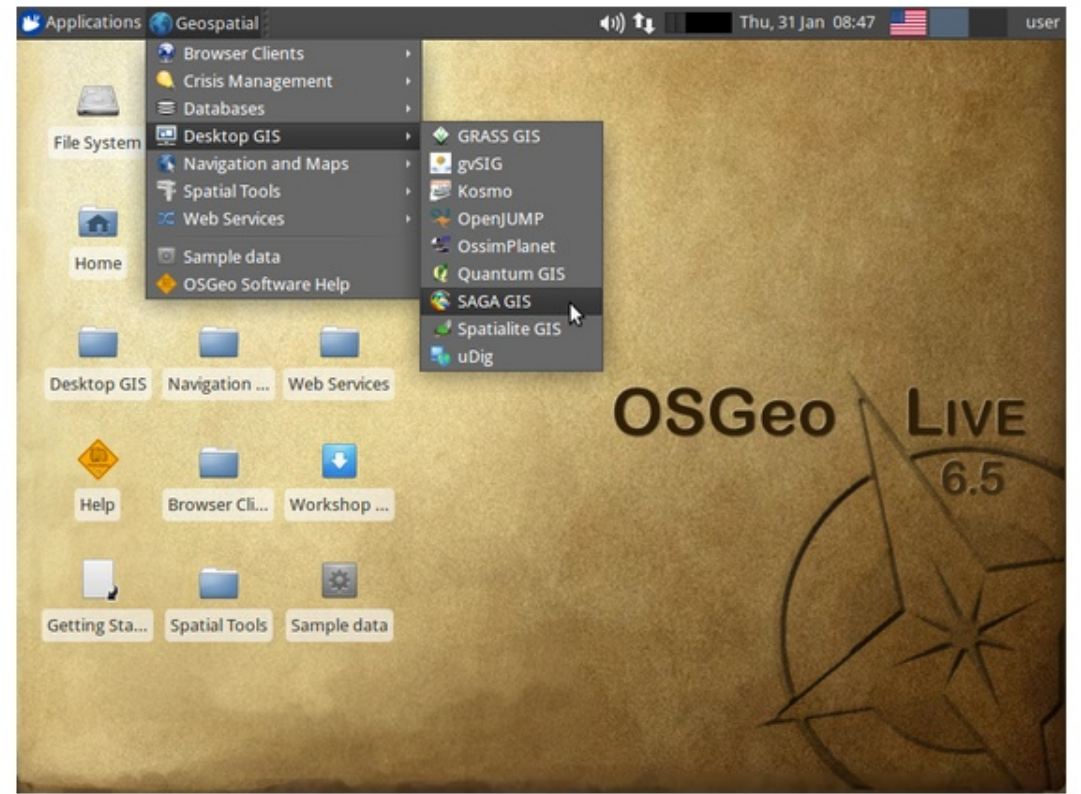 Applications Geospatial Thu, 31 Jan 08:47 user
Browser Clients
Crisis Management
Databases
Desktop GIS
Navigation and Maps
Spatial Tools
Web Services
Sample data
OSGeo Software Help
GRASS GIS
gvSIG
Kosmo
OpenJUMP
OssimPlanet
Quantum GIS
SAGA GIS
Spatialite GIS
uDig
File System
Home
Desktop GIS Navigation ... Web Services
Help Browser Cli... Workshop ...
Getting Sta... Spatial Tools Sample data
OSGeo LIVE
6.5